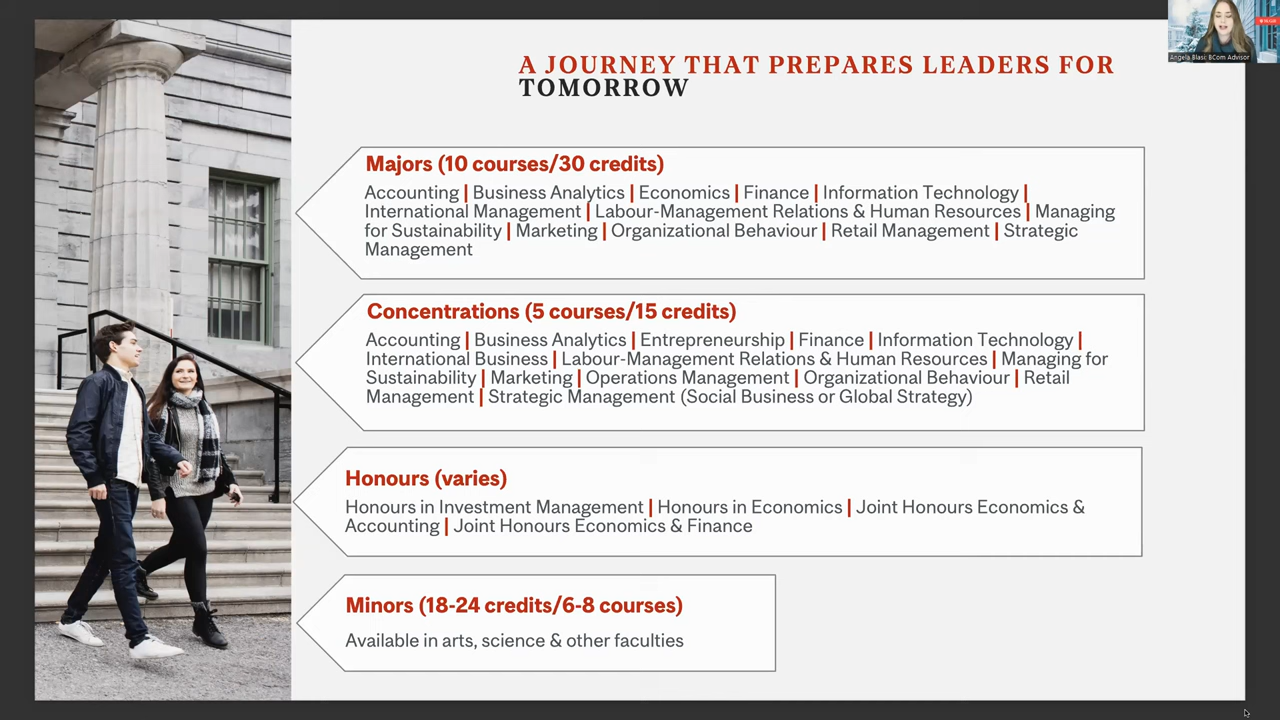 A JOURNEY THAT PREPARES LEADERS FOR
TOMORROW
Majors (10 courses/30 credits)
Accounting | Business Analytics | Economics | Finance | Information Technology |
International Management | Labour-Management Relations & Human Resources | Managing
for Sustainability | Marketing | Organizational Behaviour | Retail Management | Strategic
Management
Concentrations (5 courses/15 credits)
Accounting | Business Analytics | Entrepreneurship | Finance | Information Technology |
International Business | Labour-Management Relations & Human Resources | Managing for
Sustainability | Marketing | Operations Management | Organizational Behaviour | Retail
Management | Strategic Management (Social Business or Global Strategy)
Honours (varies)
Honours in Investment Management | Honours in Economics | Joint Honours Economics &
Accounting | Joint Honours Economics & Finance
Minors (18-24 credits/6-8 courses)
Available in arts, science & other faculties